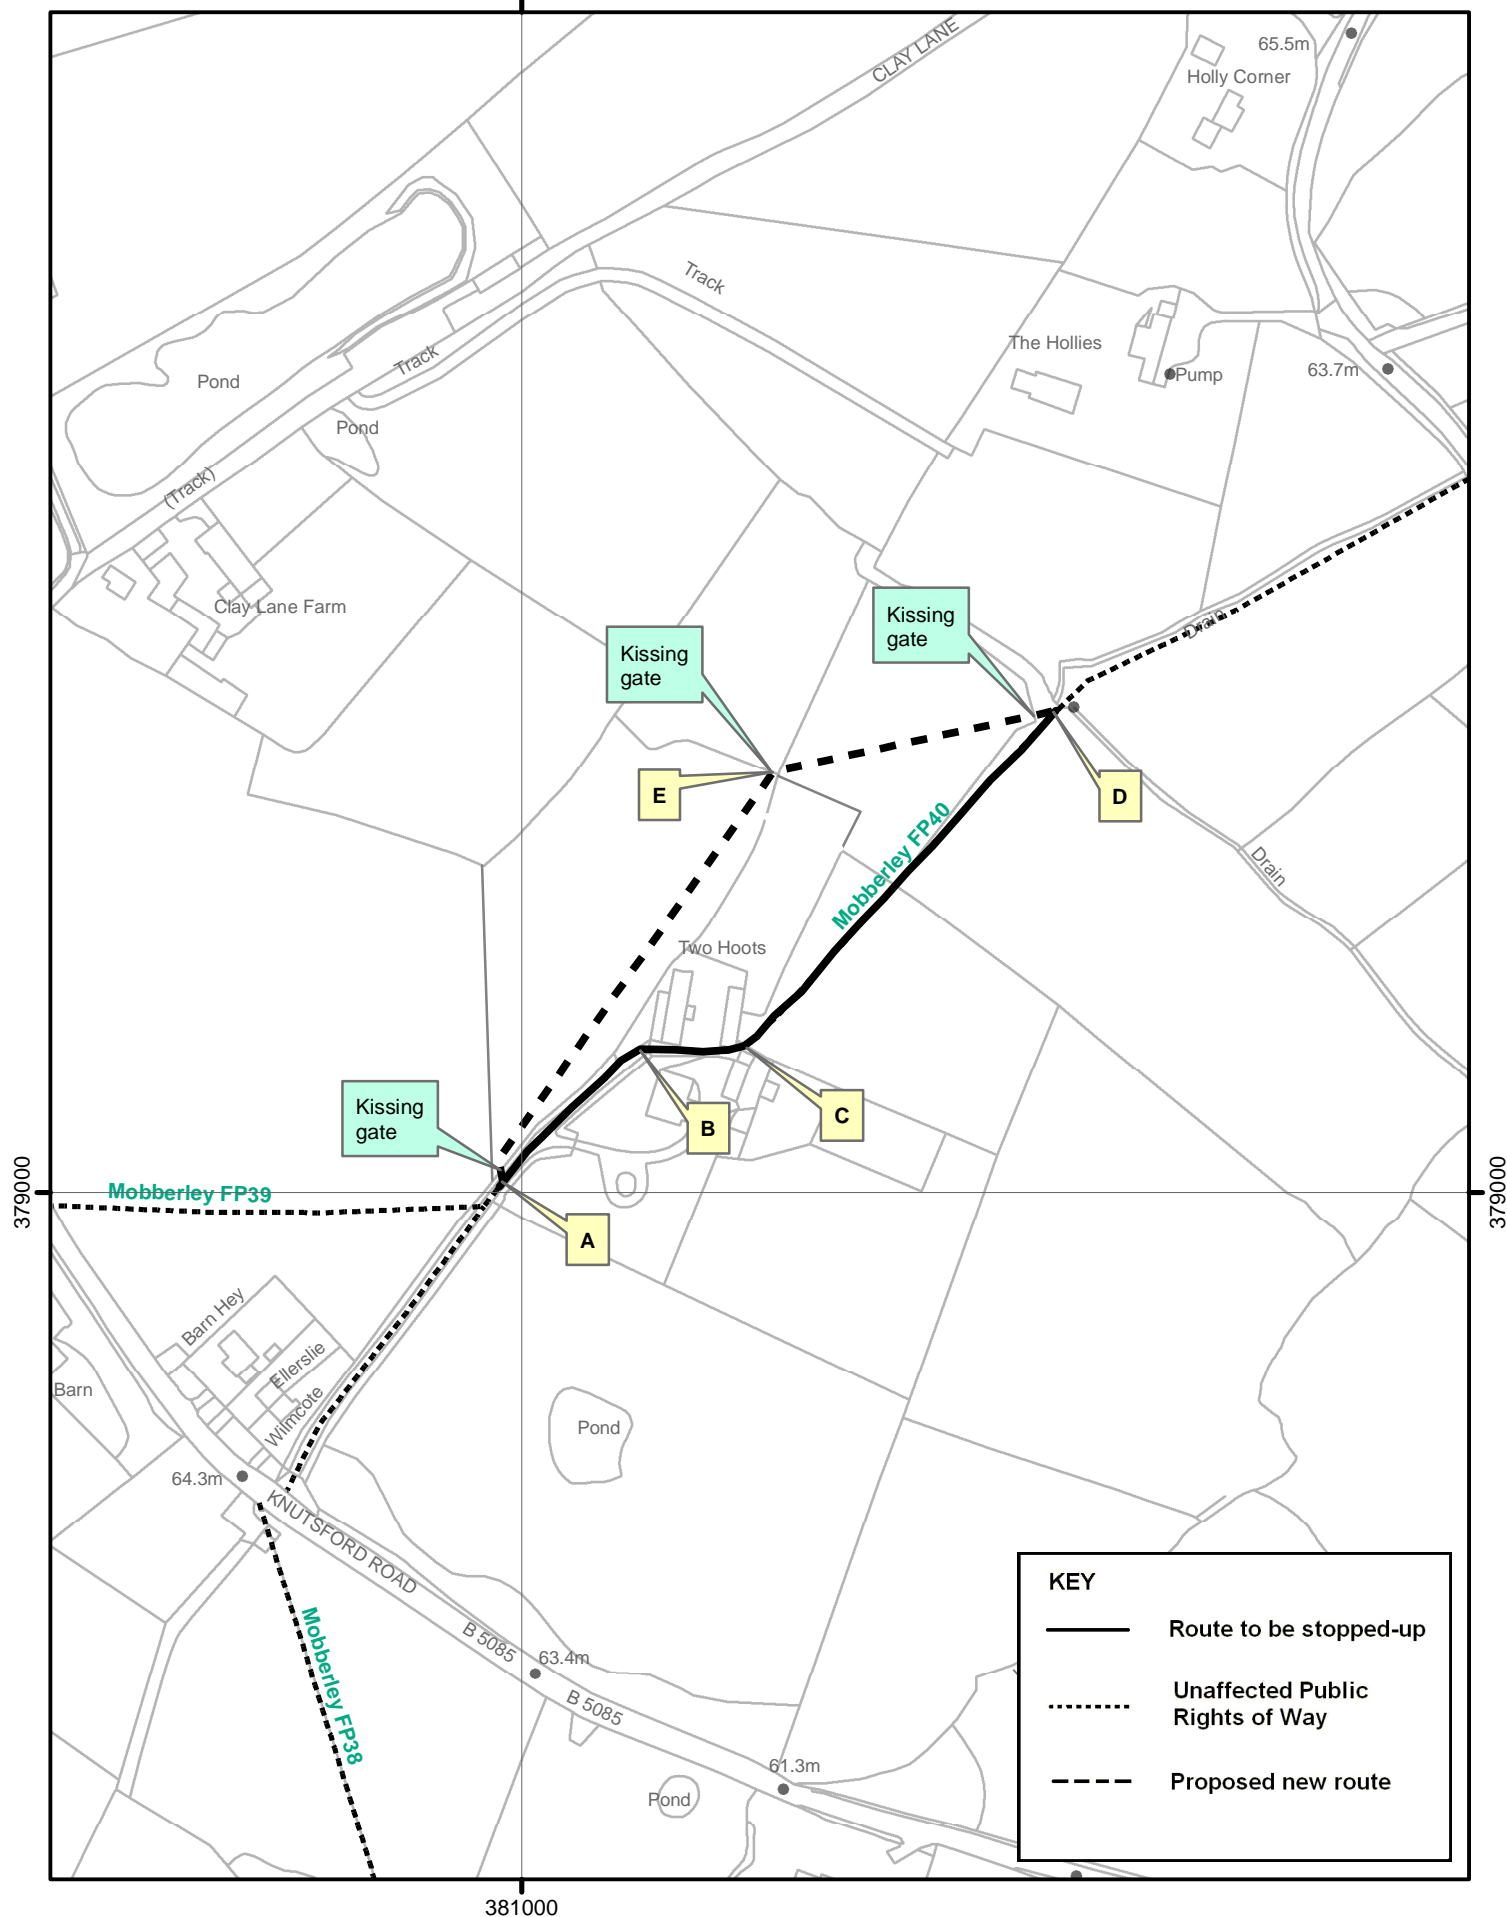 CLAY LANE
65.5m
Holly Corner
Track
The Hollies
Pump
63.7m
Track
Pond
Pond
(Track)
Clay Lane Farm
Kissing
gate
Kissing
gate
Drain
E
D
Mobberley FP40
Drain
Two Hoots
Kissing
gate
B
C
379000
379000
Mobberley FP39
A
Barn Hey
Ellerslie
Wilmcote
Barn
Pond
64.3m
KNUTSFORD ROAD
Mobberley FP38
B 5085
63.4m
B 5085
61.3m
Pond
KEY
Route to be stopped-up
Unaffected Public
Rights of Way
Proposed new route
381000